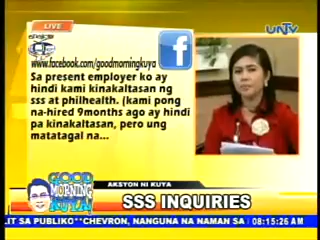 LIVE
UNTV
www.facebook.com/goodmorningkuya
f
Sa present employer ko ay
hindi kami kinakaltasan ng
sss at philhealth. (kami pong
na-hired 9months ago ay hindi
pa kinakaltasan, pero ung
matatagal na...
AKSYON NI KUYA
GOOD MORNING KUYA!
SSS INQUIRIES
LIT SA PUBLIKO
CHEVRON, NANGUNA NA NAMAN SA
08:15:26 AM